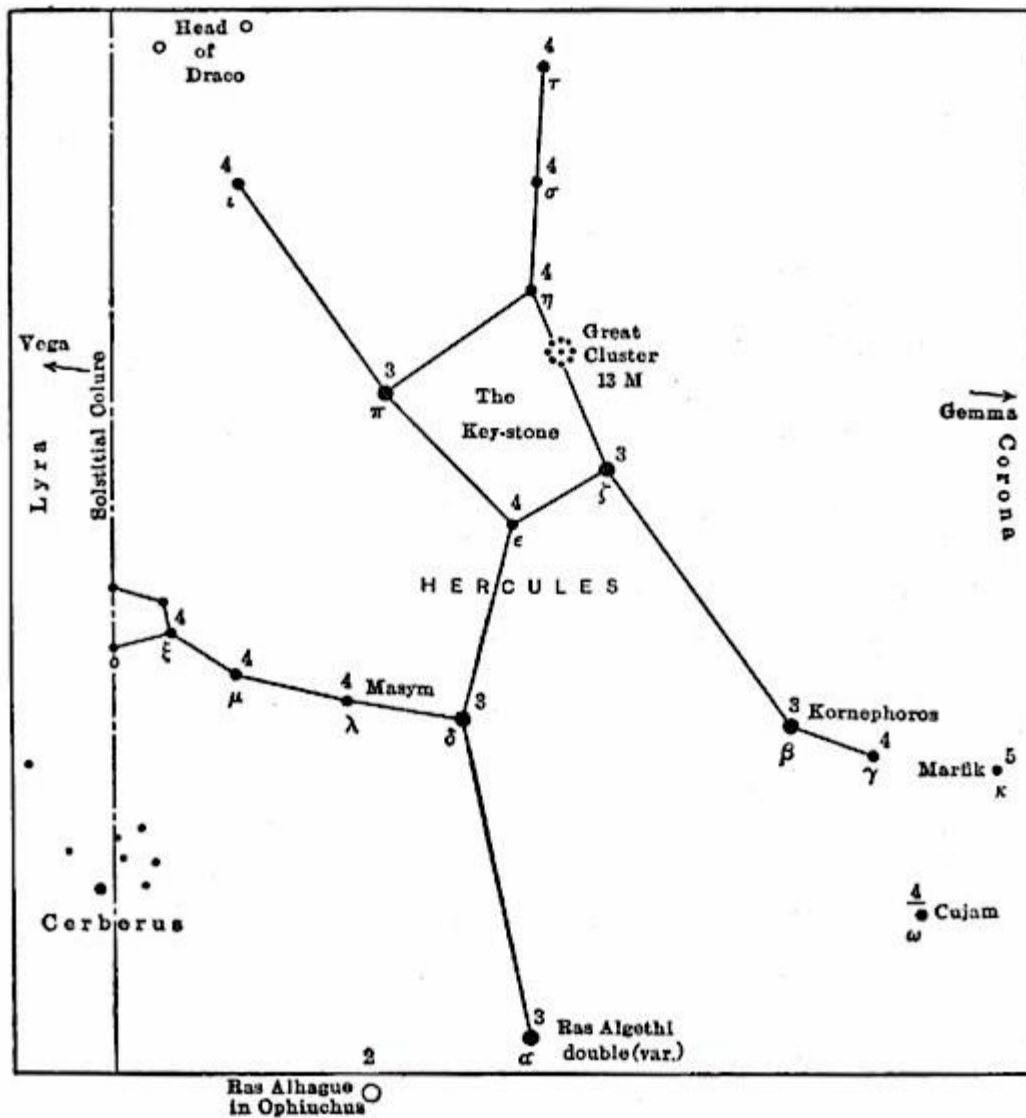 Head
of
Draco
4
τ
4
ι
4
σ
4
η
Great
Cluster
13 M
Vega
Solstitial Colure
Lyra
3
π
The
Key-stone
Gemma
Corona
3
ζ
4
ε
HERCULES
4
ξ
o
4
μ
4
λ
Masym
3
δ
3
β
Kornephoros
4
γ
Marfik
5
κ
Cerberus
4
ω
Cujam
3
α
Ras Algethi
double (var.)
2
Ras Alhague
in Ophiuchus